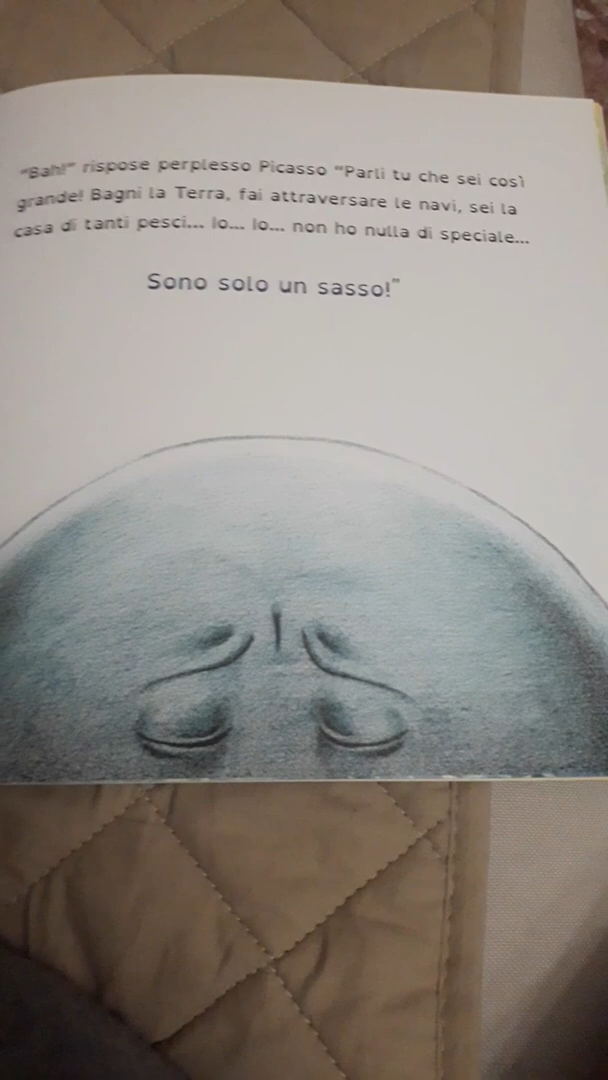 "Bah!" rispose perplesso Picasso "Parli tu che sei così
grande! Bagni la Terra, fai attraversare le navi, sei la
casa di tanti pesci... Io... Io... non ho nulla di speciale...
Sono solo un sasso!"